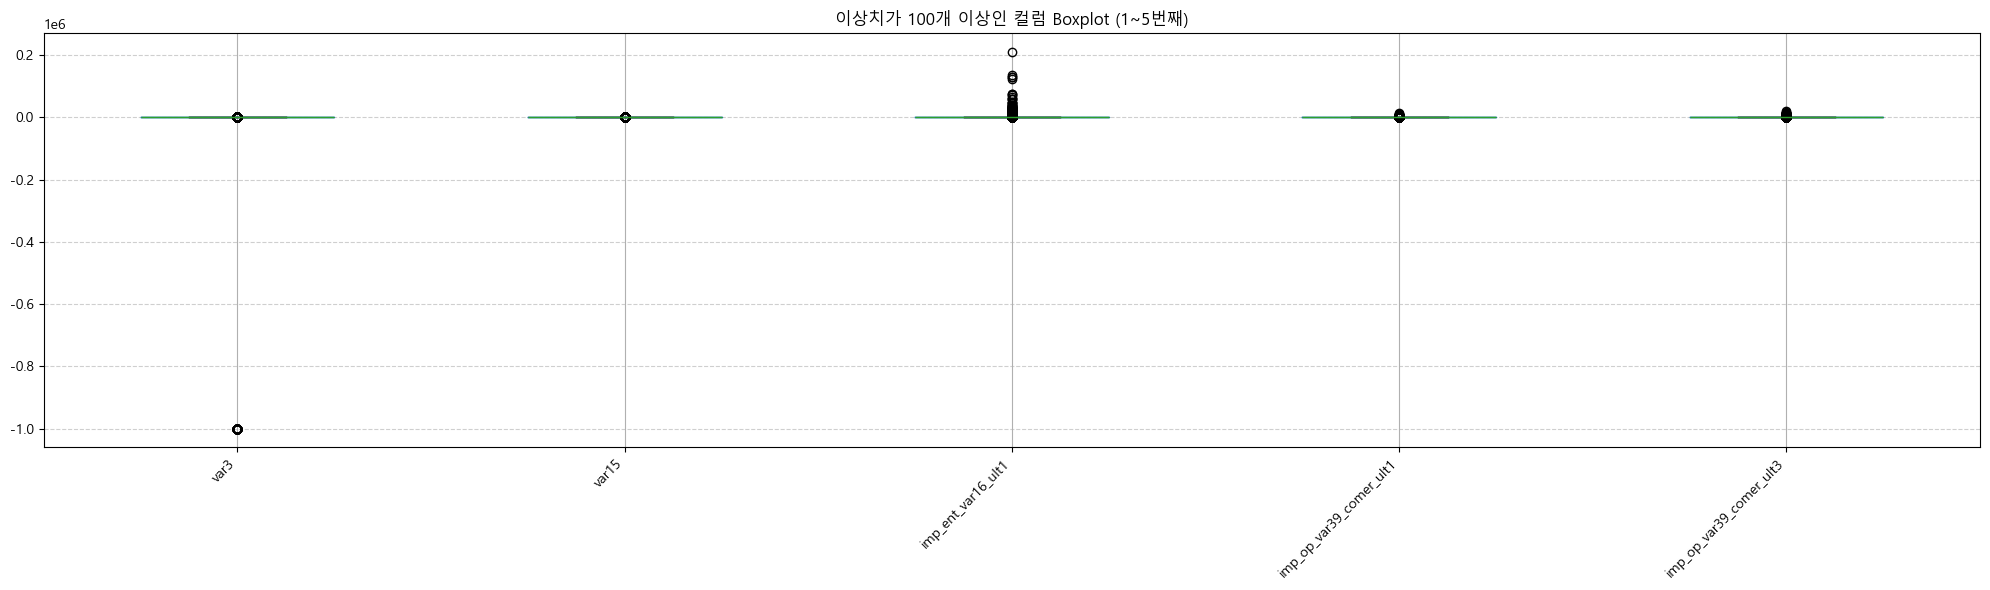 이상치가 100개 이상인 컬럼 Boxplot (1~5번째)
1e6
0.2
0.0
-0.2
-0.4
-0.6
-0.8
-1.0
var3
var15
imp_ent_var16_ult1
imp_op_var39_comer_ult1
imp_op_var39_comer_ult3